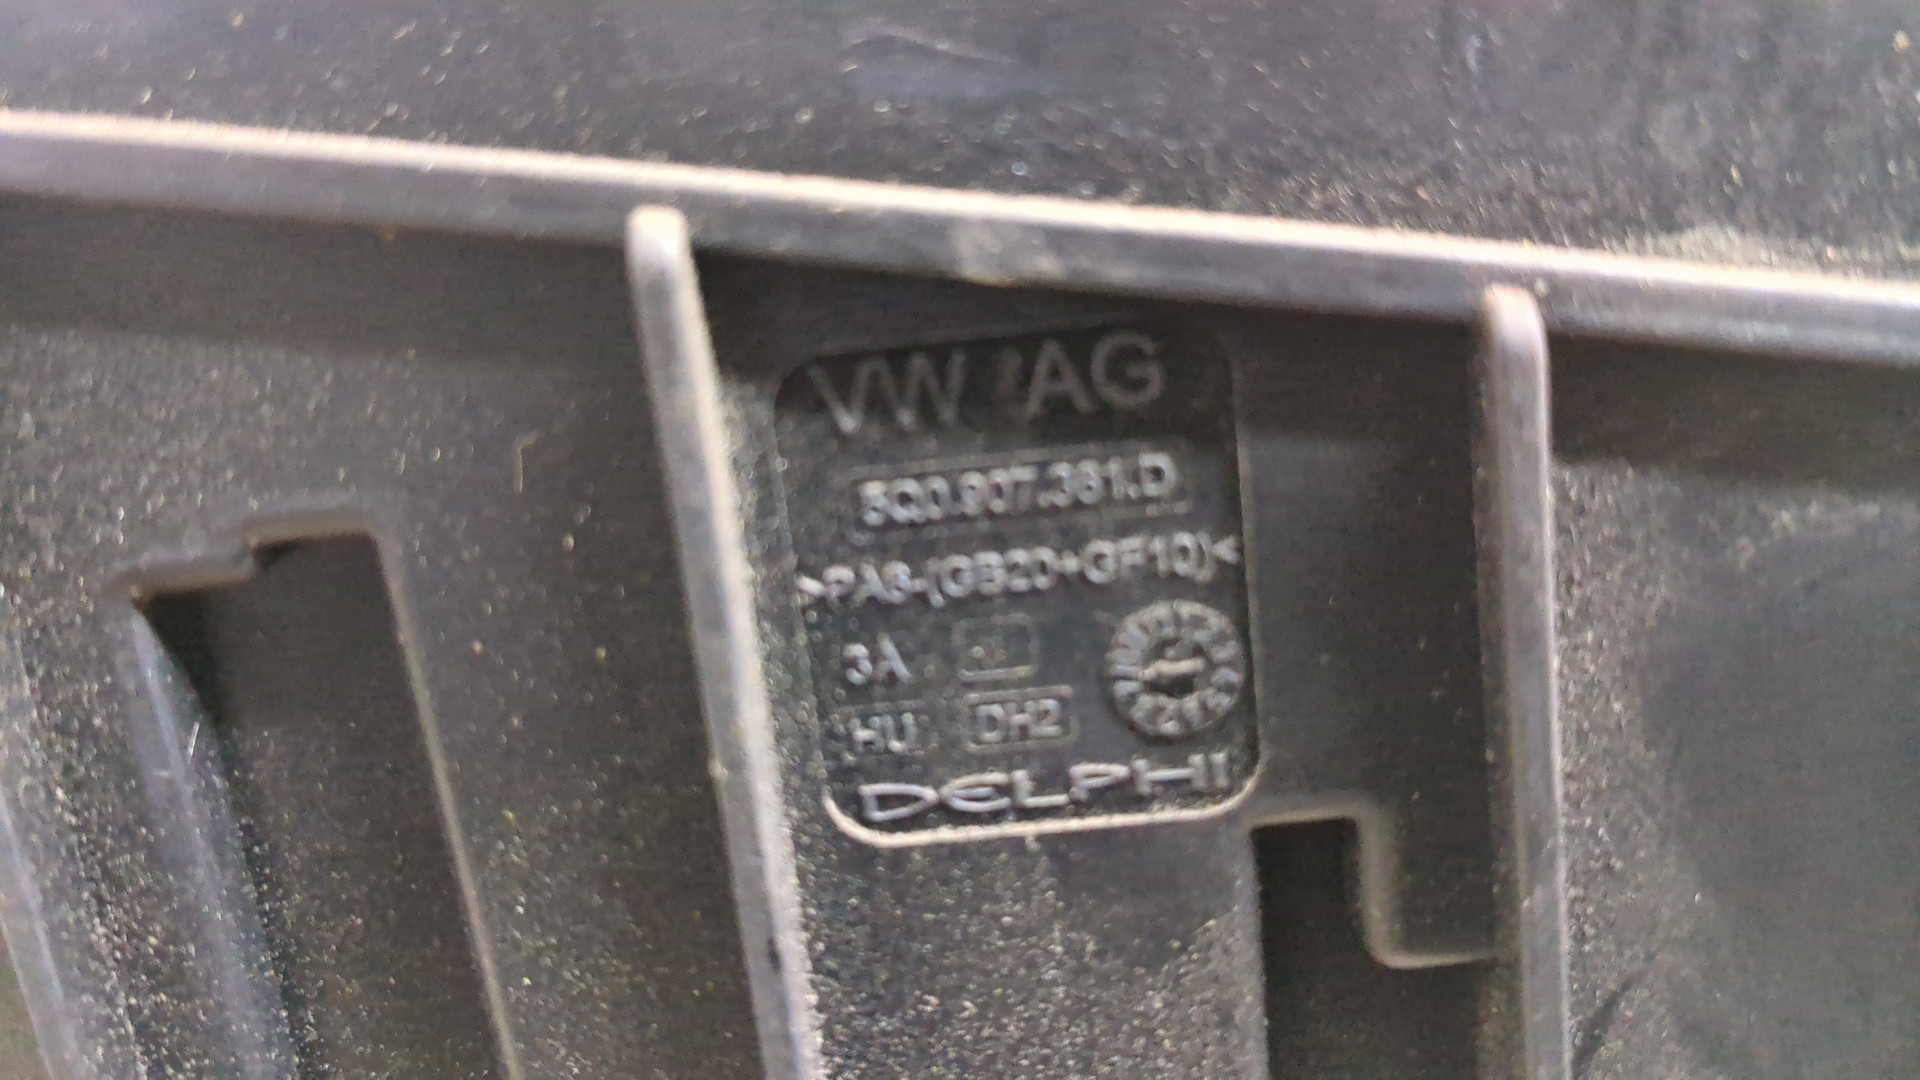 VW AG
5Q0.907.361.D
>PA6-(GB20+GF10)<
3A
HU DH2
DELPHI